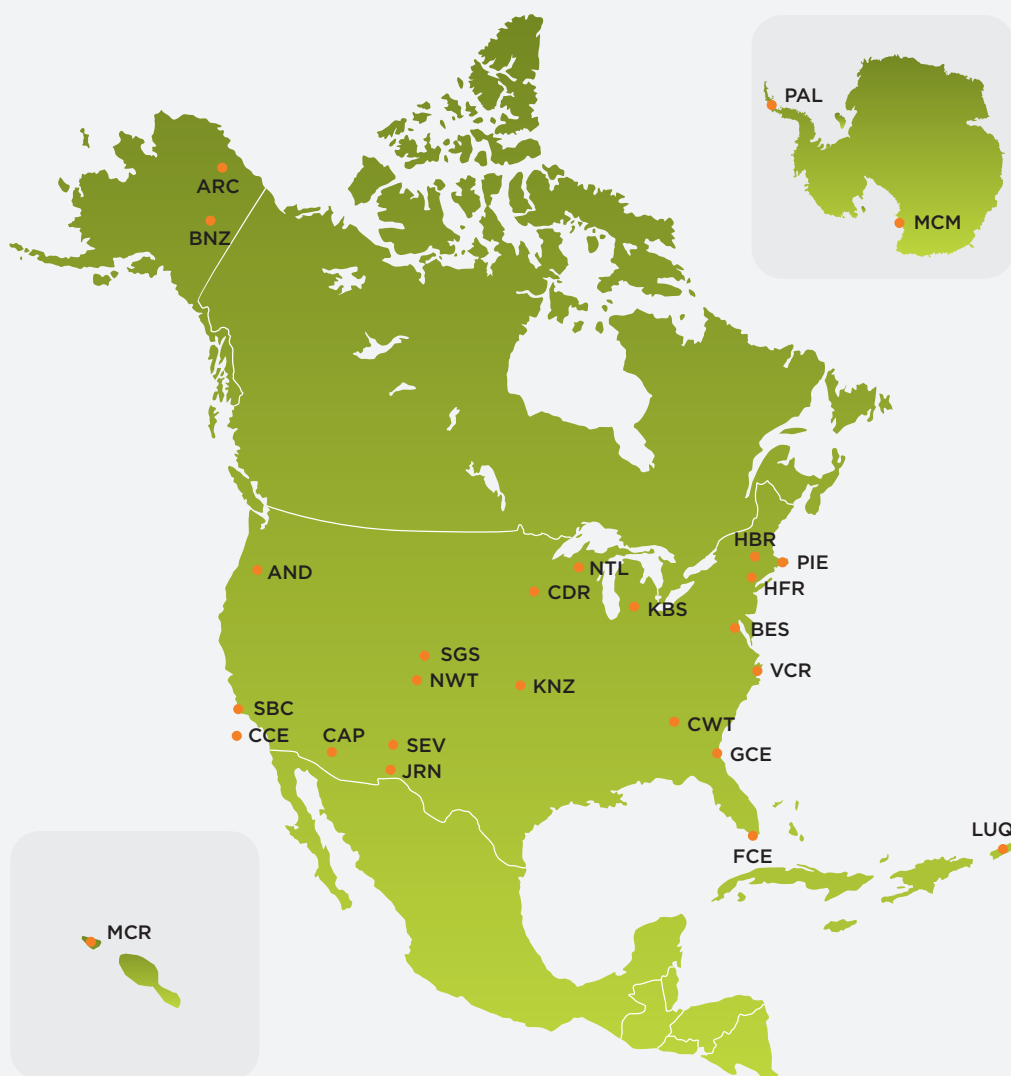 PAL
ARC
MCM
BNZ
HBR
PIE
AND
NTL
HFR
CDR
KBS
BES
SGS
VCR
NWT
KNZ
SBC
CWT
CCE
CAP
SEV
GCE
JRN
LUQ
FCE
MCR